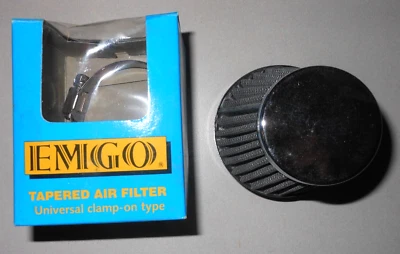 EMGO®
TAPERED AIR FILTER
Universal clamp-on type